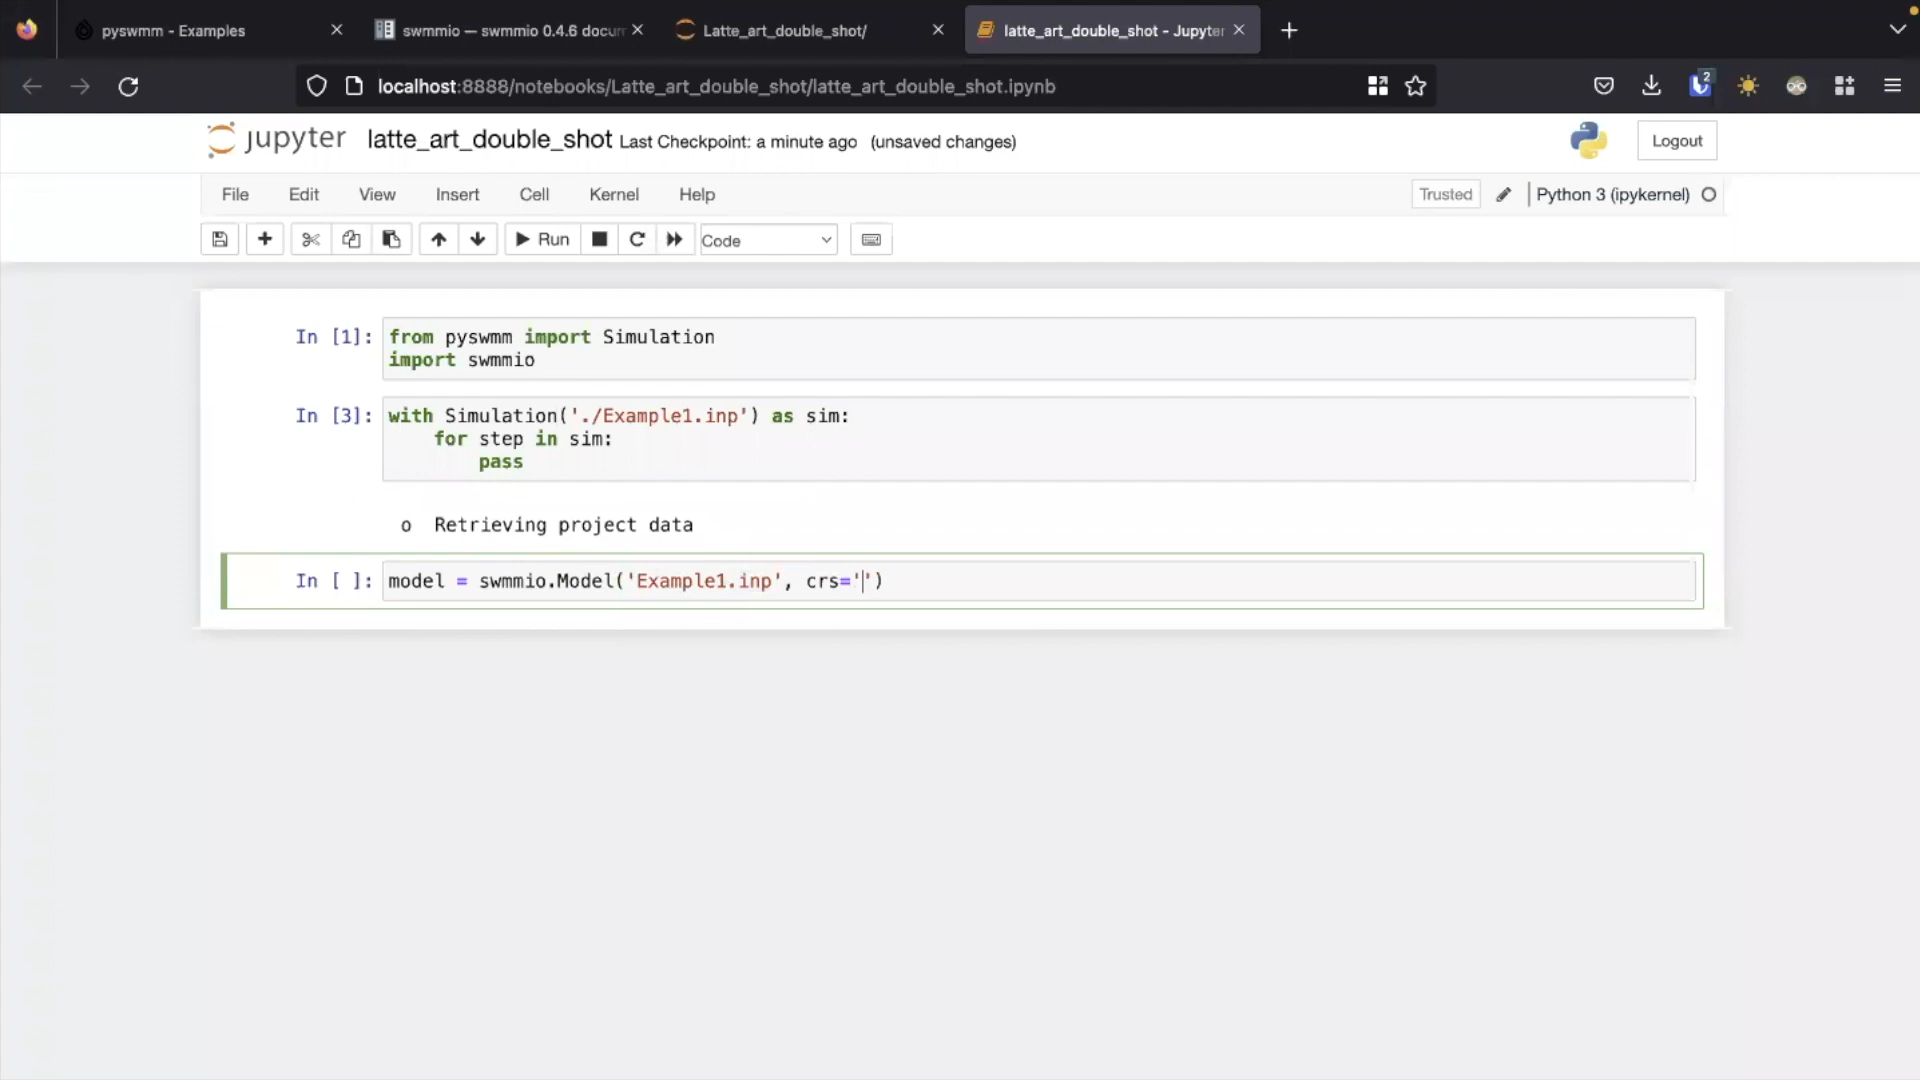 pyswmm - Examples
swmmio — swmmio 0.4.6 docum
Latte_art_double_shot/
latte_art_double_shot - Jupyter
localhost:8888/notebooks/Latte_art_double_shot/latte_art_double_shot.ipynb
2
jupyter latte_art_double_shot Last Checkpoint: a minute ago (unsaved changes)
Logout
File Edit View Insert Cell Kernel Help
Trusted
Python 3 (ipykernel)
Run
Code
In [1]: from pyswmm import Simulation
import swmmio
In [3]: with Simulation('./Example1.inp') as sim:
for step in sim:
pass
o Retrieving project data
In [ ]: model = swmmio.Model('Example1.inp', crs='')